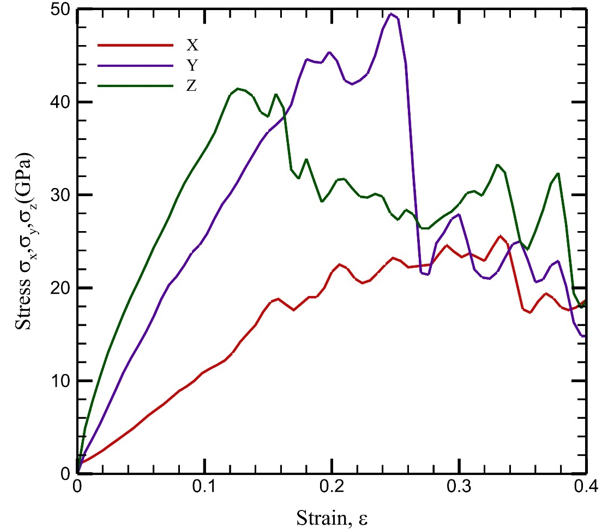 50
40
30
20
10
0
X
Y
Z
Stress σx,σy,σz(GPa)
0 0.1 0.2 0.3 0.4
Strain, ε